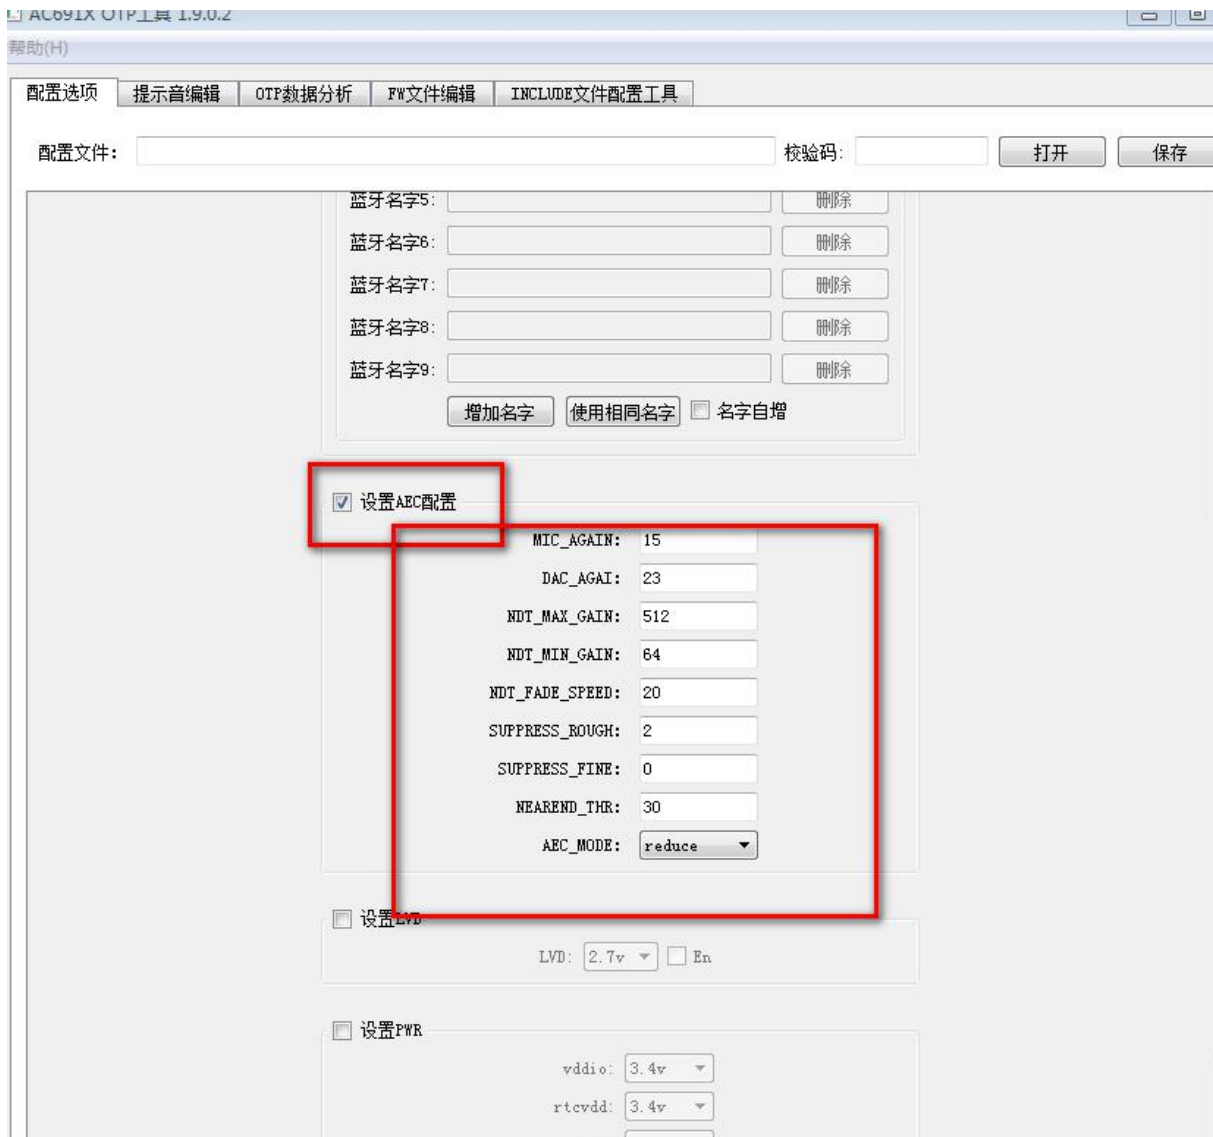 AC691X OTP工具 1.9.0.2
帮助(H)
配置选项 提示音编辑 OTP数据分析 FW文件编辑 INCLUDE文件配置工具
配置文件: 校验码: 打开 保存
蓝牙名字5: 删除
蓝牙名字6: 删除
蓝牙名字7: 删除
蓝牙名字8: 删除
蓝牙名字9: 删除
增加名字 使用相同名字 名字自增
设置AEC配置
MIC_AGAIN: 15
DAC_AGAI: 23
NDT_MAX_GAIN: 512
NDT_MIN_GAIN: 64
NDT_FADE_SPEED: 20
SUPPRESS_ROUGH: 2
SUPPRESS_FINE: 0
NEAREND_THR: 30
AEC_MODE: reduce
设置LVD
LVD: 2.7v En
设置PWR
vddio: 3.4v
rtcvdd: 3.4v